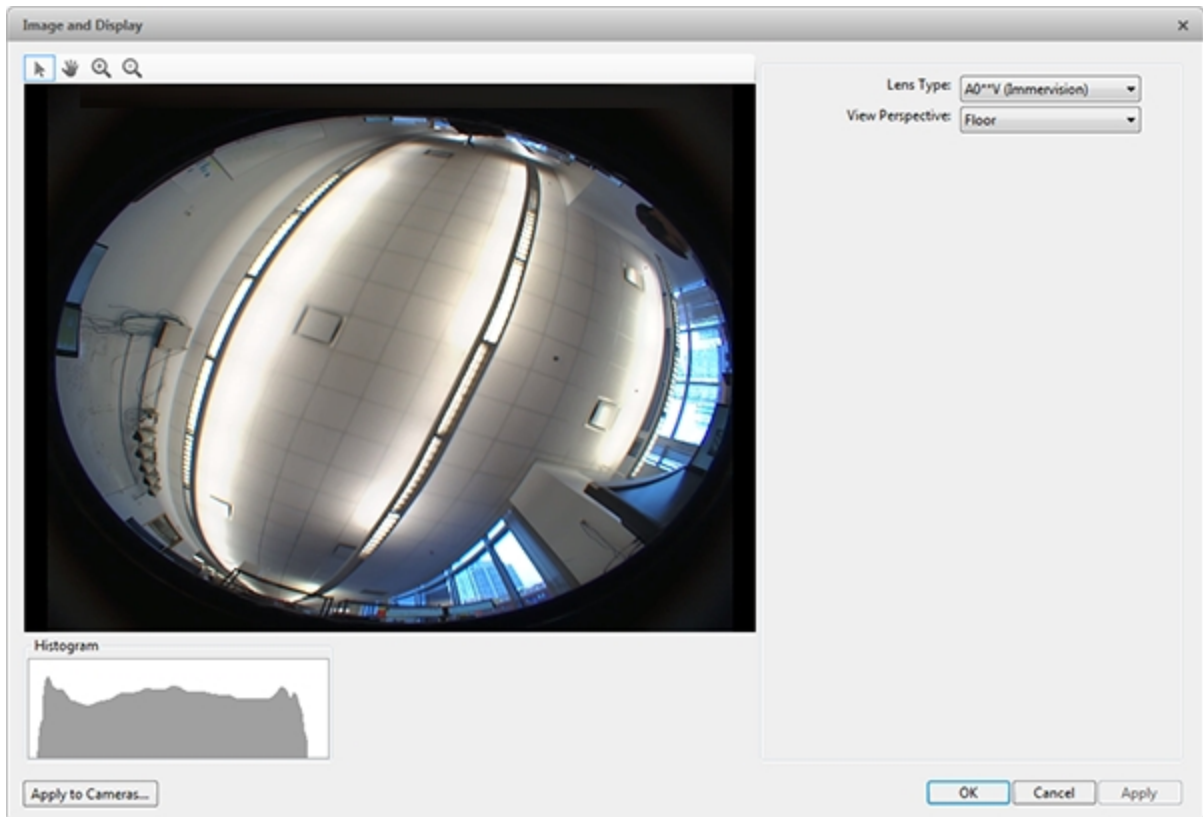 Image and Display
Lens Type: A0**V (Immervision)
View Perspective: Floor
Histogram
Apply to Cameras...
OK Cancel Apply